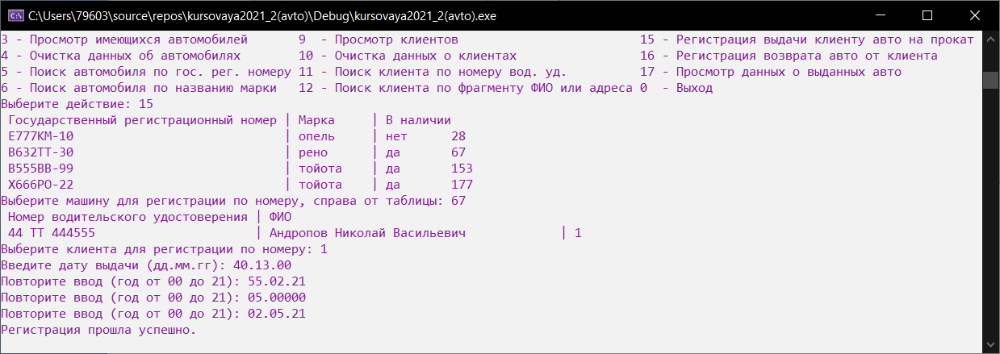 C:\Users\79603\source\repos\kursovaya2021_2(avto)\Debug\kursovaya2021_2(avto).exe
3 - Просмотр имеющихся автомобилей 9 - Просмотр клиентов 15 - Регистрация выдачи клиенту авто на прокат
4 - Очистка данных об автомобилях 10 - Очистка данных о клиентах 16 - Регистрация возврата авто от клиента
5 - Поиск автомобиля по гос. рег. номеру 11 - Поиск клиента по номеру вод. уд. 17 - Просмотр данных о выданных авто
6 - Поиск автомобиля по названию марки 12 - Поиск клиента по фрагменту ФИО или адреса 0 - Выход
Выберите действие: 15
Государственный регистрационный номер | Марка | В наличии
Е777КМ-10 | опель | нет 28
В632ТТ-30 | рено | да 67
В555ВВ-99 | тойота | да 153
Х666РО-22 | тойота | да 177
Выберите машину для регистрации по номеру, справа от таблицы: 67
Номер водительского удостоверения | ФИО
44 ТТ 444555 | Андропов Николай Васильевич | 1
Выберите клиента для регистрации по номеру: 1
Введите дату выдачи (дд.мм.гг): 40.13.00
Повторите ввод (год от 00 до 21): 55.02.21
Повторите ввод (год от 00 до 21): 05.00000
Повторите ввод (год от 00 до 21): 02.05.21
Регистрация прошла успешно.